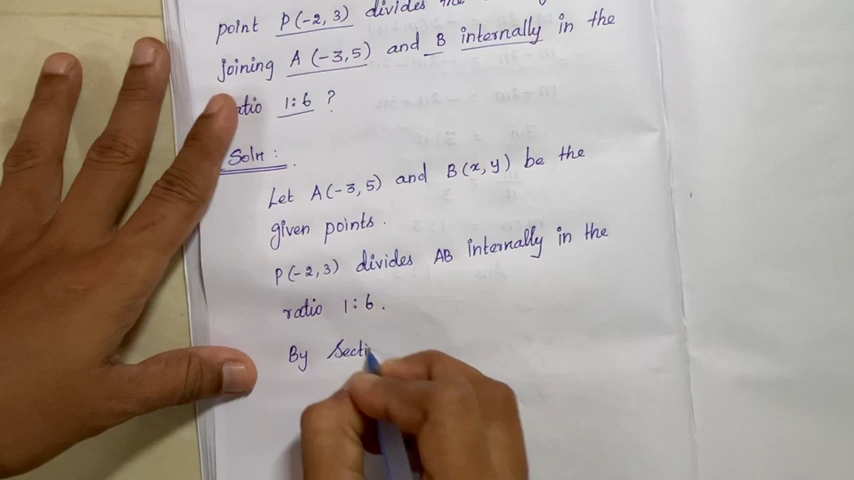 point P(-2, 3) divides the
joining A (-3,5) and B internally in the
ratio 1:6 ?
Soln :
Let A(-3,5) and B(x,y) be the
given points.
P(-2,3) divides AB internally in the
ratio 1:6.
By Secti